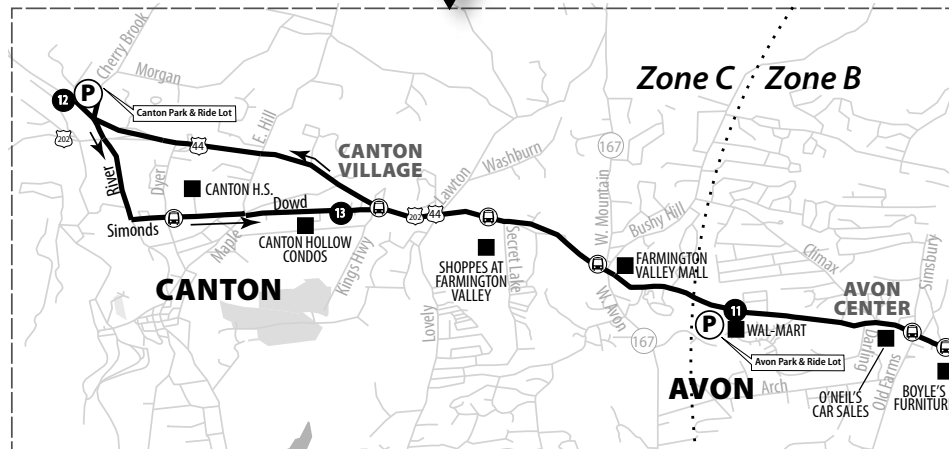 Cherry Brook
Morgan
Zone C
Zone B
12
P
Canton Park & Ride Lot
202
44
E. Hill
167
CANTON
VILLAGE
Washburn
Lawton
River
Dyer
CANTON H.S.
W. Mountain
Bushy Hill
Dowd
13
202
44
Simonds
Maple
CANTON HOLLOW
CONDOS
Kings Hwy
Secret Lake
SHOPPES AT
FARMINGTON
VALLEY
FARMINGTON
VALLEY MALL
Climax
Simsbury
CANTON
W. Avon
AVON
CENTER
Lovely
11
P
WAL-MART
167
Avon Park & Ride Lot
Darling
Old Farms
AVON
Arch
O'NEIL'S
CAR SALES
BOYLE'S
FURNITUR